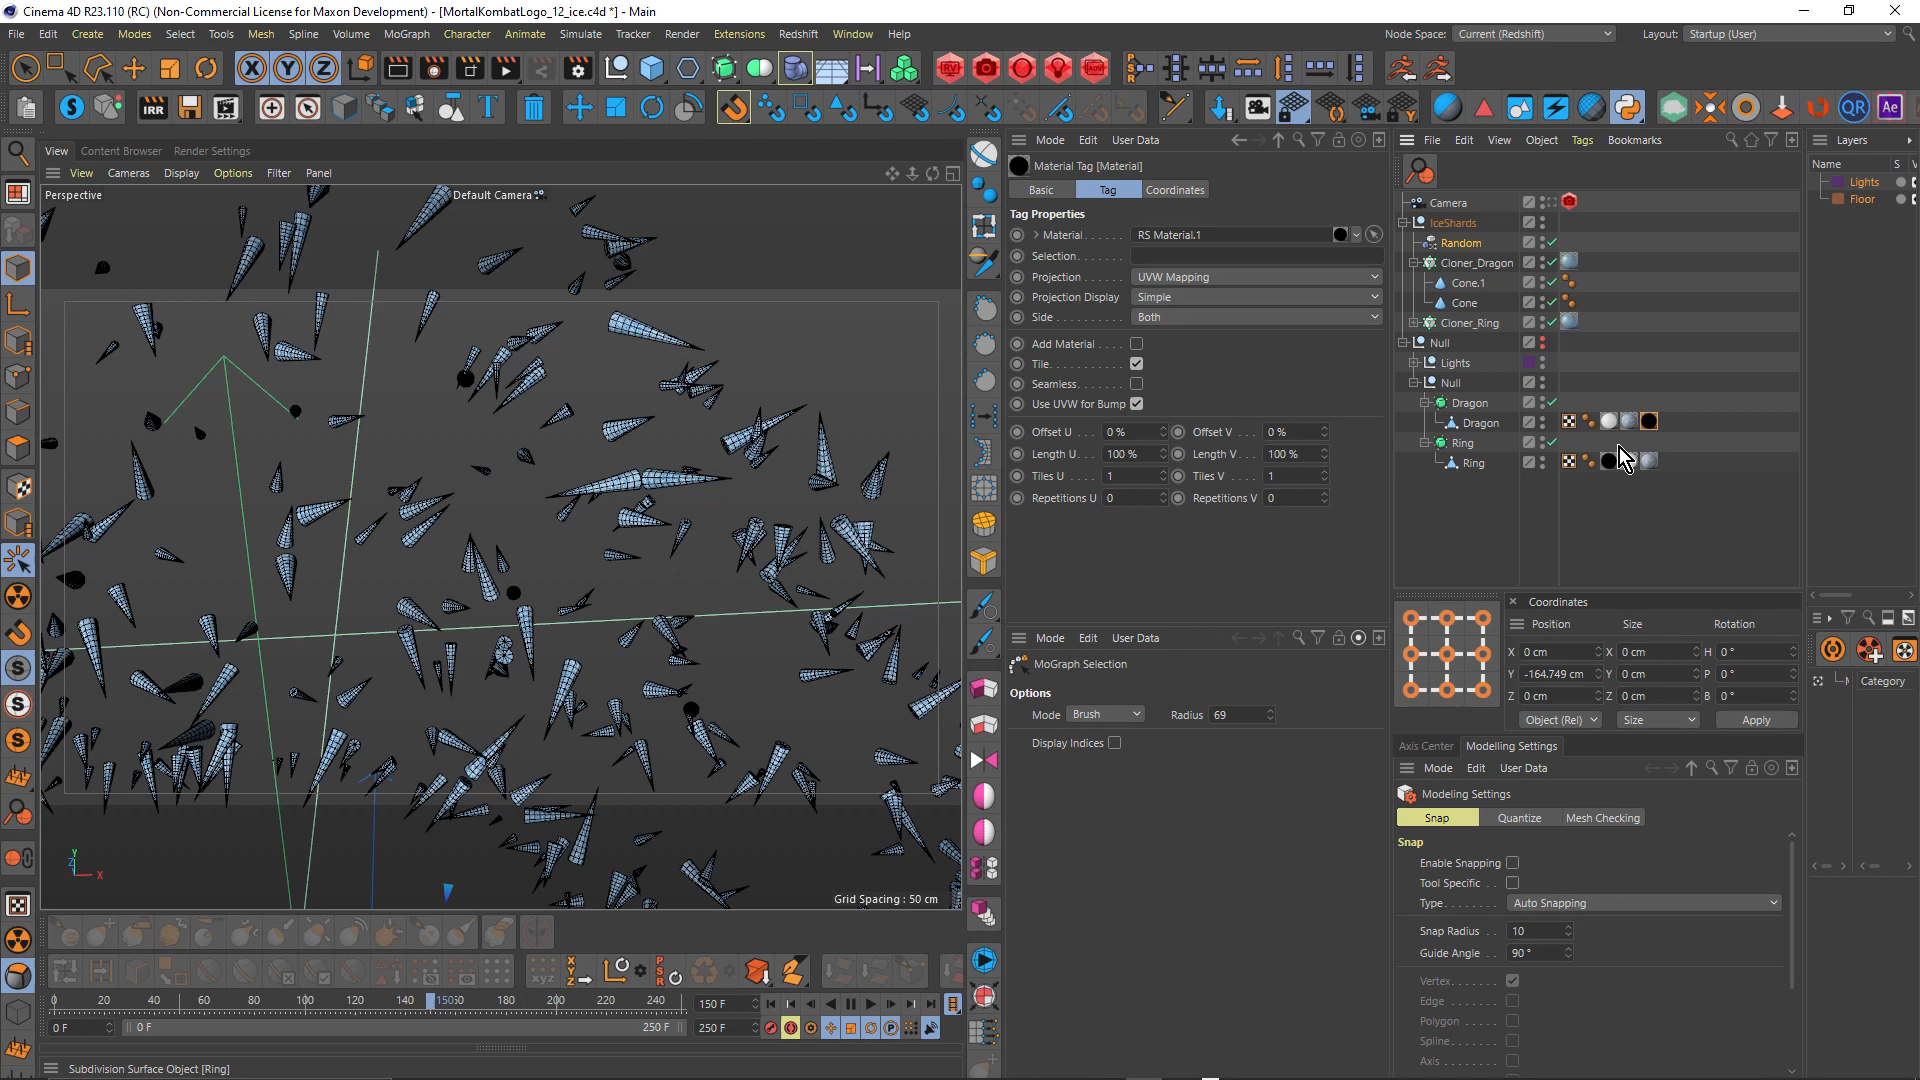 Cinema 4D R23.110 (RC) (Non-Commercial License for Maxon Development) - [MortalKombatLogo_12_ice.c4d *] - Main
File Edit Create Modes Select Tools Mesh Spline Volume MoGraph Character Animate Simulate Tracker Render Extensions Redshift Window Help
Node Space: Current (Redshift) Layout: Startup (User)
RV AOV PSR
IRR QR Ae
View Content Browser Render Settings
View Cameras Display Options Filter Panel
Perspective
Default Camera
Grid Spacing : 50 cm
Mode Edit User Data
Material Tag [Material]
Basic Tag Coordinates
Tag Properties
Material RS Material.1
Selection
Projection UVW Mapping
Projection Display Simple
Side Both
Add Material
Tile
Seamless
Use UVW for Bump
Offset U 0 % Offset V 0 %
Length U 100 % Length V 100 %
Tiles U 1 Tiles V 1
Repetitions U 0 Repetitions V 0
Mode Edit User Data
MoGraph Selection
Options
Mode Brush Radius 69
Display Indices
File Edit View Object Tags Bookmarks
Camera
IceShards
Random
Cloner_Dragon
Cone.1
Cone
Cloner_Ring
Null
Lights
Null
Dragon
Dragon
Ring
Ring
Layers
Name S V
Lights
Floor
Category
Coordinates
Position Size Rotation
X 0 cm X 0 cm H 0 °
Y -164.749 cm Y 0 cm P 0 °
Z 0 cm Z 0 cm B 0 °
Object (Rel) Size Apply
Axis Center Modelling Settings
Mode Edit User Data
Modeling Settings
Snap Quantize Mesh Checking
Snap
Enable Snapping
Tool Specific
Type Auto Snapping
Snap Radius 10
Guide Angle 90 °
Vertex
Edge
Polygon
Spline
Axis
0 20 40 60 80 100 120 140 150 180 200 220 240 150 F
0 F 0 F 250 F 250 F
Subdivision Surface Object [Ring]